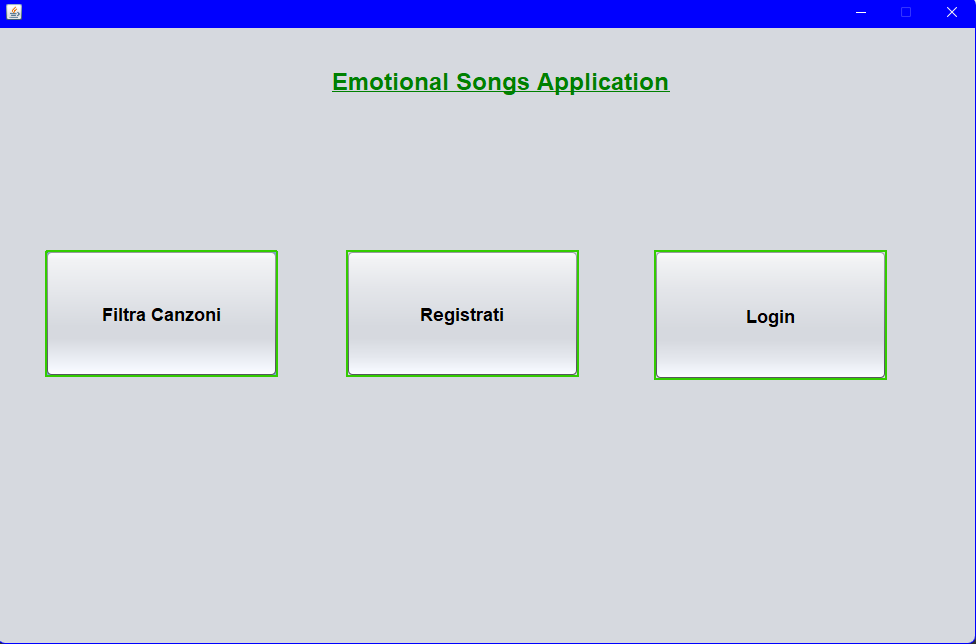 Emotional Songs Application
Filtra Canzoni
Registrati
Login